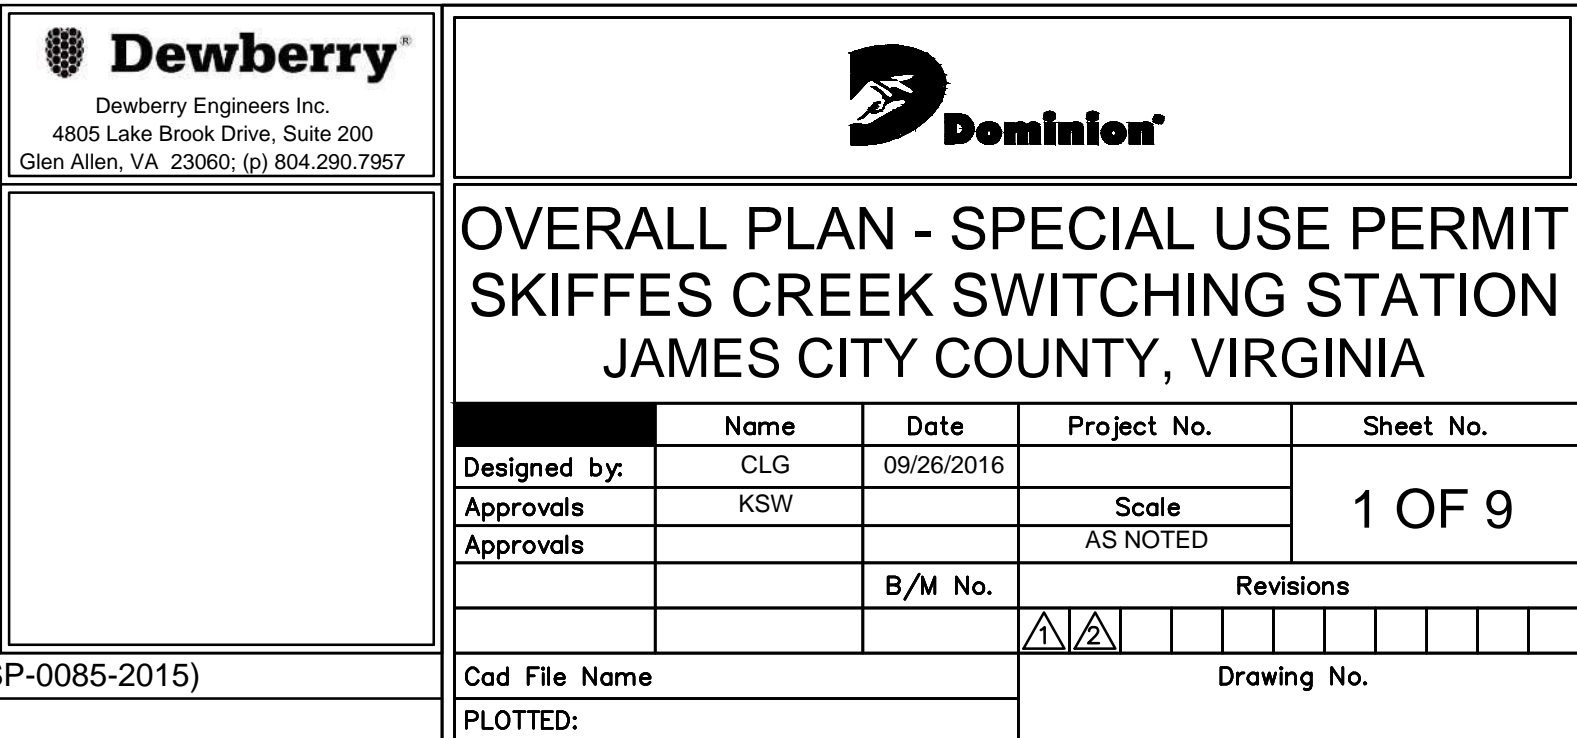 Dewberry®
Dewberry Engineers Inc.
4805 Lake Brook Drive, Suite 200
Glen Allen, VA 23060; (p) 804.290.7957
Dominion
OVERALL PLAN - SPECIAL USE PERMIT
SKIFFES CREEK SWITCHING STATION
JAMES CITY COUNTY, VIRGINIA
Name Date Project No. Sheet No.
Designed by: CLG 09/26/2016
Approvals KSW Scale 1 OF 9
Approvals AS NOTED
B/M No. Revisions
1 2
P-0085-2015)
Cad File Name Drawing No.
PLOTTED: